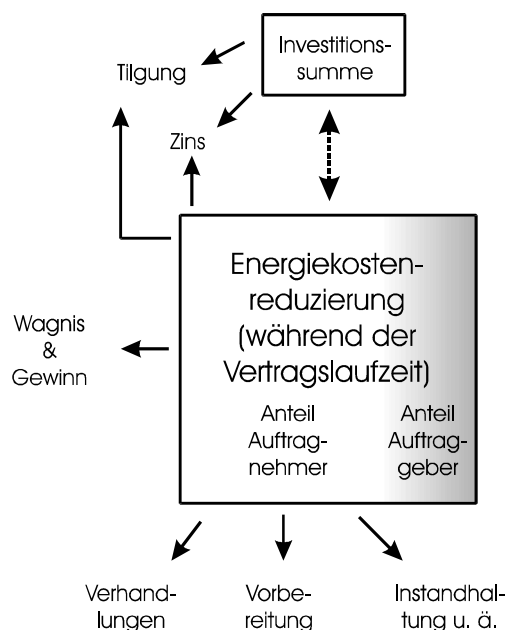 Investitions-
summe
Tilgung
Zins
Energiekosten-
reduzierung
(während der
Vertragslaufzeit)
Anteil
Auftrag-
nehmer
Anteil
Auftrag-
geber
Wagnis
&
Gewinn
Verhand-
lungen
Vorbe-
reitung
Instandhal-
tung u. ä.